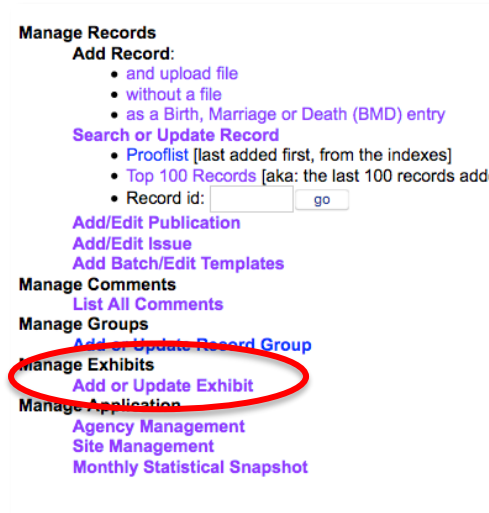 Manage Records
Add Record:
• and upload file
• without a file
• as a Birth, Marriage or Death (BMD) entry
Search or Update Record
• Prooflist [last added first, from the indexes]
• Top 100 Records [aka: the last 100 records adde
• Record id: go
Add/Edit Publication
Add/Edit Issue
Add Batch/Edit Templates
Manage Comments
List All Comments
Manage Groups
Add or Update Record Group
Manage Exhibits
Add or Update Exhibit
Manage Application
Agency Management
Site Management
Monthly Statistical Snapshot